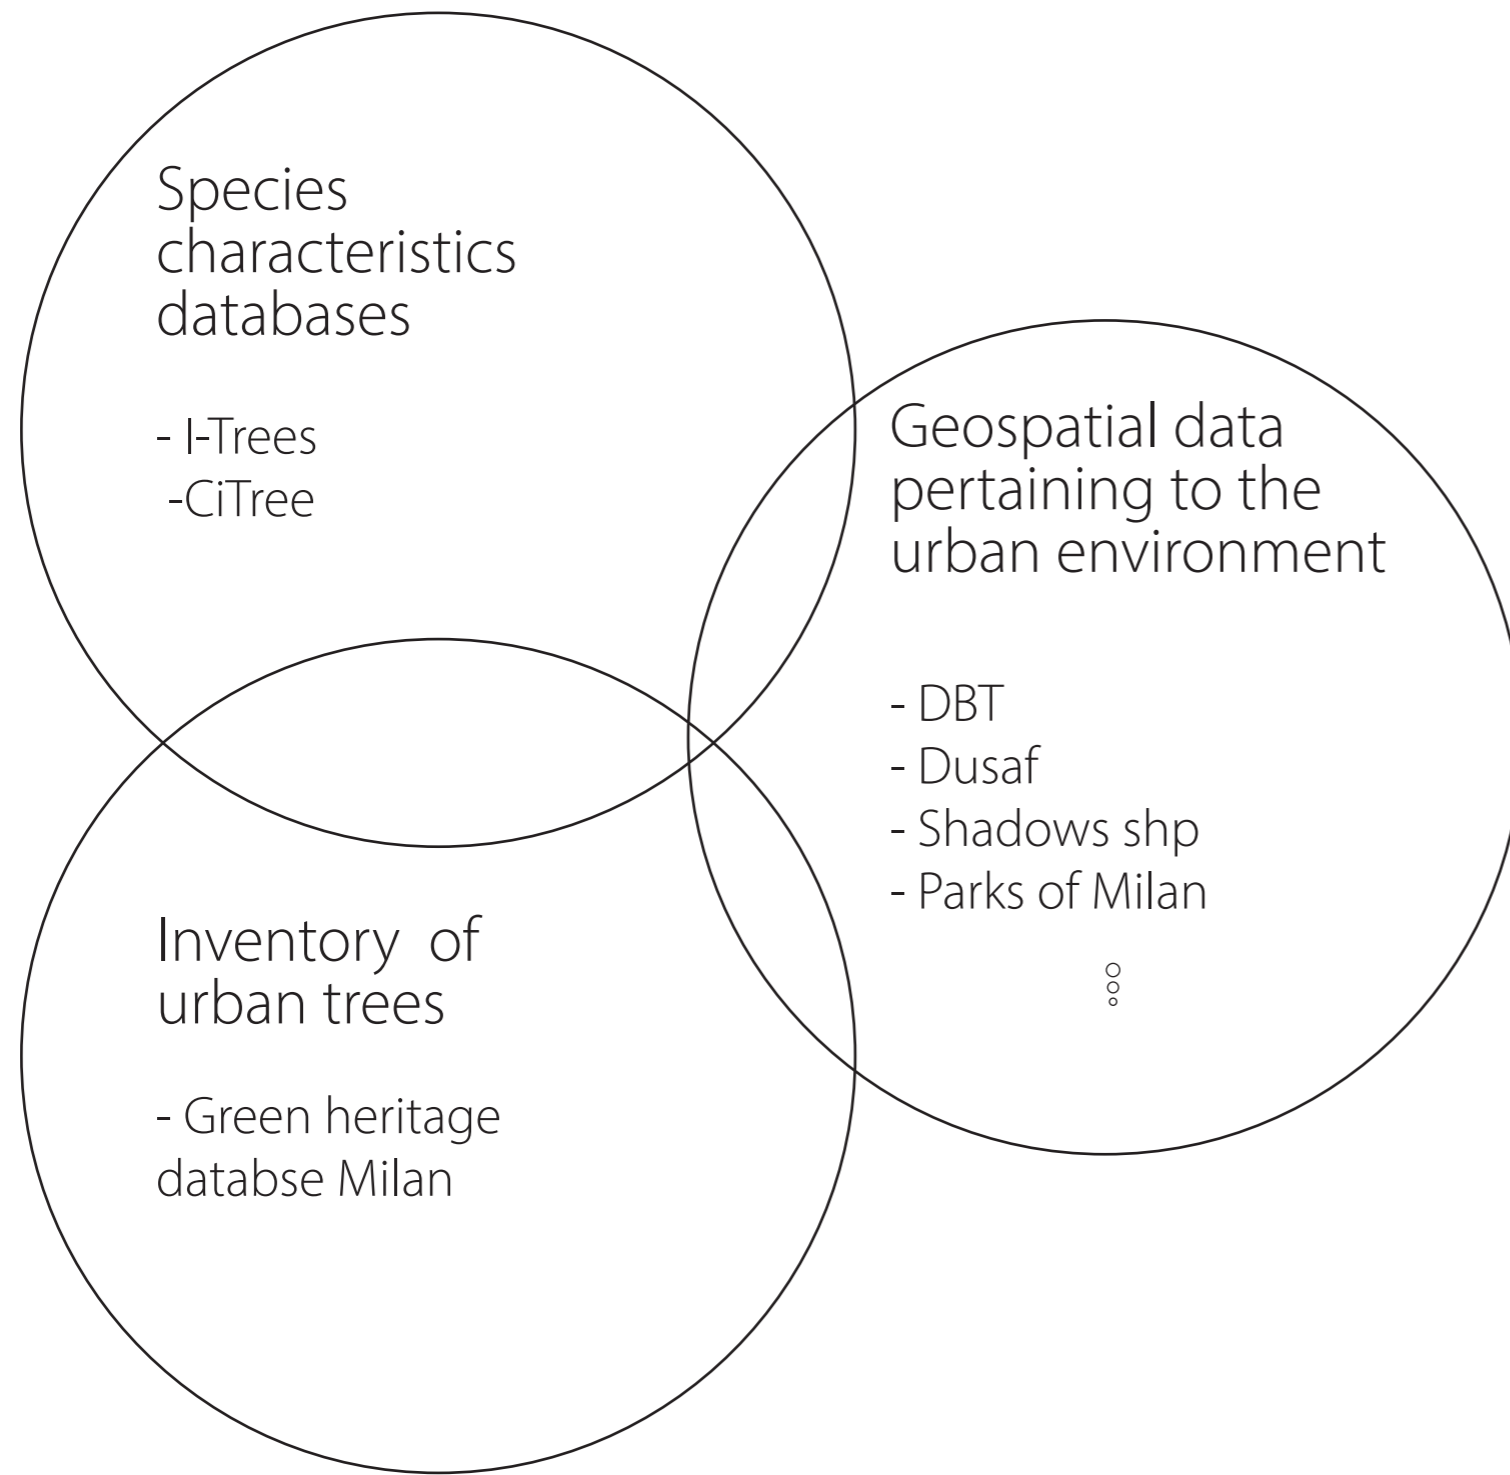 Species
characteristics
databases
- I-Trees
-CiTree
Geospatial data
pertaining to the
urban environment
- DBT
- Dusaf
- Shadows shp
- Parks of Milan
Inventory of
urban trees
- Green heritage
databse Milan